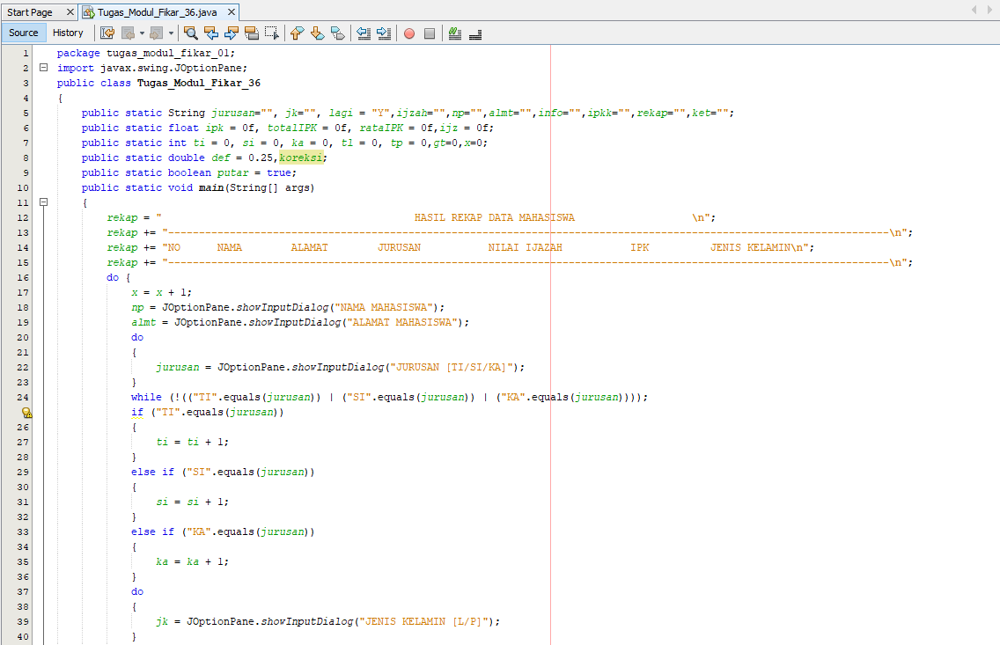 Start Page × Tugas_Modul_Fikar_36.java ×
Source History
1 package tugas_modul_fikar_01;
2 import javax.swing.JOptionPane;
3 public class Tugas_Modul_Fikar_36
4 {
5 public static String jurusan="", jk="", lagi = "Y",ijzah="",np="",almt="",info="",ipkk="",rekap="",ket="";
6 public static float ipk = 0f, totalIPK = 0f, rataIPK = 0f,ijz = 0f;
7 public static int ti = 0, si = 0, ka = 0, tl = 0, tp = 0,gt=0,x=0;
8 public static double def = 0.25,koreksi;
9 public static boolean putar = true;
10 public static void main(String[] args)
11 {
12 rekap = " HASIL REKAP DATA MAHASISWA \n";
13 rekap += "---------------------------------------------------------------------------------------------------------------------\n";
14 rekap += "NO NAMA ALAMAT JURUSAN NILAI IJAZAH IPK JENIS KELAMIN\n";
15 rekap += "---------------------------------------------------------------------------------------------------------------------\n";
16 do {
17 x = x + 1;
18 np = JOptionPane.showInputDialog("NAMA MAHASISWA");
19 almt = JOptionPane.showInputDialog("ALAMAT MAHASISWA");
20 do
21 {
22 jurusan = JOptionPane.showInputDialog("JURUSAN [TI/SI/KA]");
23 }
24 while (!(("TI".equals(jurusan)) | ("SI".equals(jurusan)) | ("KA".equals(jurusan))));
if ("TI".equals(jurusan))
26 {
27 ti = ti + 1;
28 }
29 else if ("SI".equals(jurusan))
30 {
31 si = si + 1;
32 }
33 else if ("KA".equals(jurusan))
34 {
35 ka = ka + 1;
36 }
37 do
38 {
39 jk = JOptionPane.showInputDialog("JENIS KELAMIN [L/P]");
40 }